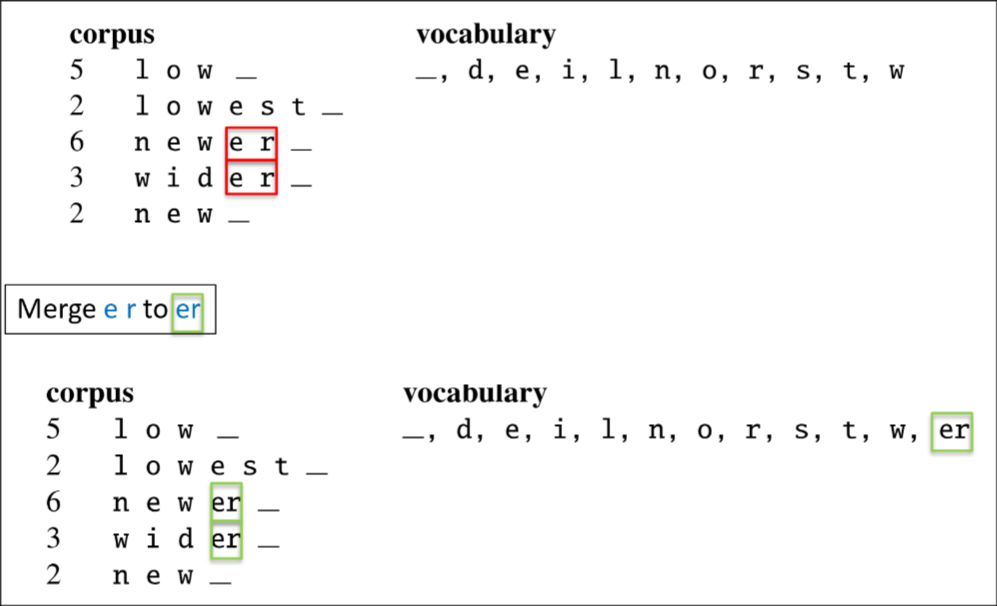 corpus vocabulary
5 l o w _ _, d, e, i, l, n, o, r, s, t, w
2 l o w e s t _
6 n e w e r _
3 w i d e r _
2 n e w _
Merge e r to er
corpus vocabulary
5 l o w _ _, d, e, i, l, n, o, r, s, t, w, er
2 l o w e s t _
6 n e w er _
3 w i d er _
2 n e w _